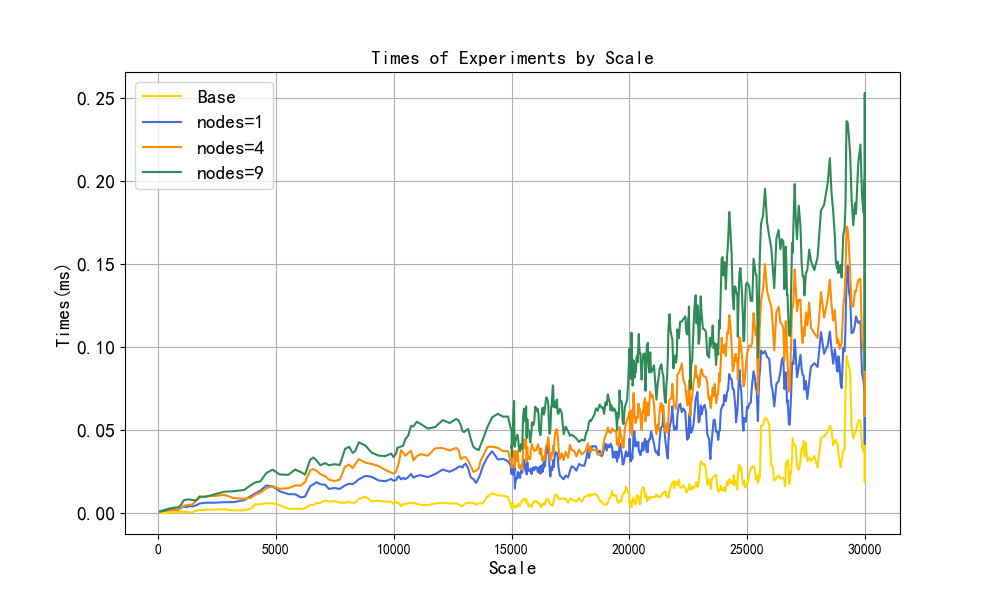 Times of Experiments by Scale
Base
nodes=1
nodes=4
nodes=9
Times(ms)
0.25
0.20
0.15
0.10
0.05
0.00
0 5000 10000 15000 20000 25000 30000
Scale